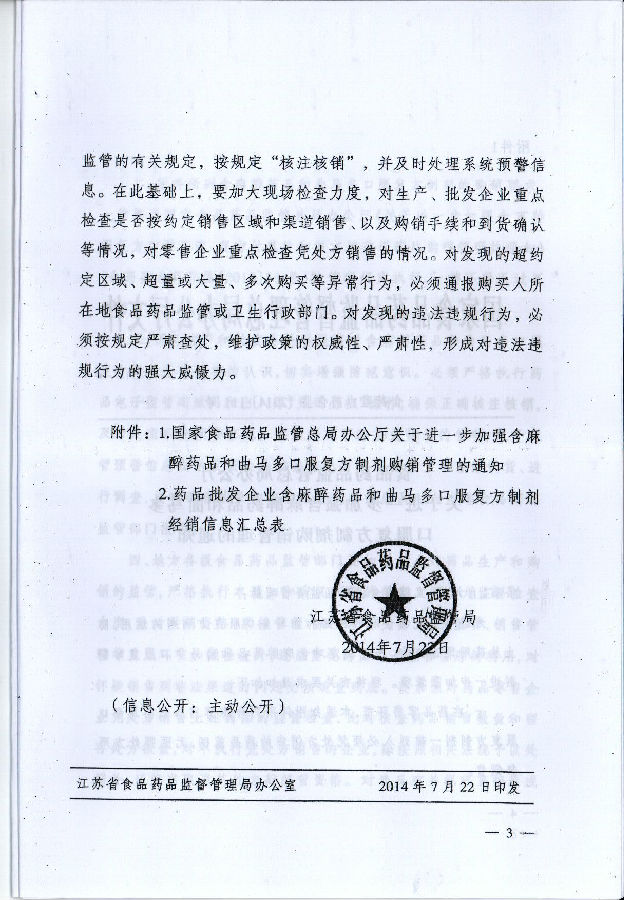 监管的有关规定，按规定“核注核销”，并及时处理系统预警信
息。在此基础上，要加大现场检查力度，对生产、批发企业重点
检查是否按约定销售区域和渠道销售、以及购销手续和到货确认
等情况，对零售企业重点检查凭处方销售的情况。对发现的超约
定区域、超量或大量、多次购买等异常行为，必须通报购买人所
在地食品药品监管或卫生行政部门。对发现的违法违规行为，必
须按规定严肃查处，维护政策的权威性、严肃性，形成对违法违
规行为的强大威慑力。
附件：1.国家食品药品监管总局办公厅关于进一步加强含麻
醉药品和曲马多口服复方制剂购销管理的通知
2.药品批发企业含麻醉药品和曲马多口服复方制剂
经销信息汇总表
江苏省食品药品监督管理局
江苏省食品药品监管局
2014年7月22日
（信息公开：主动公开）
江苏省食品药品监督管理局办公室 2014年7月22日印发
— 3 —